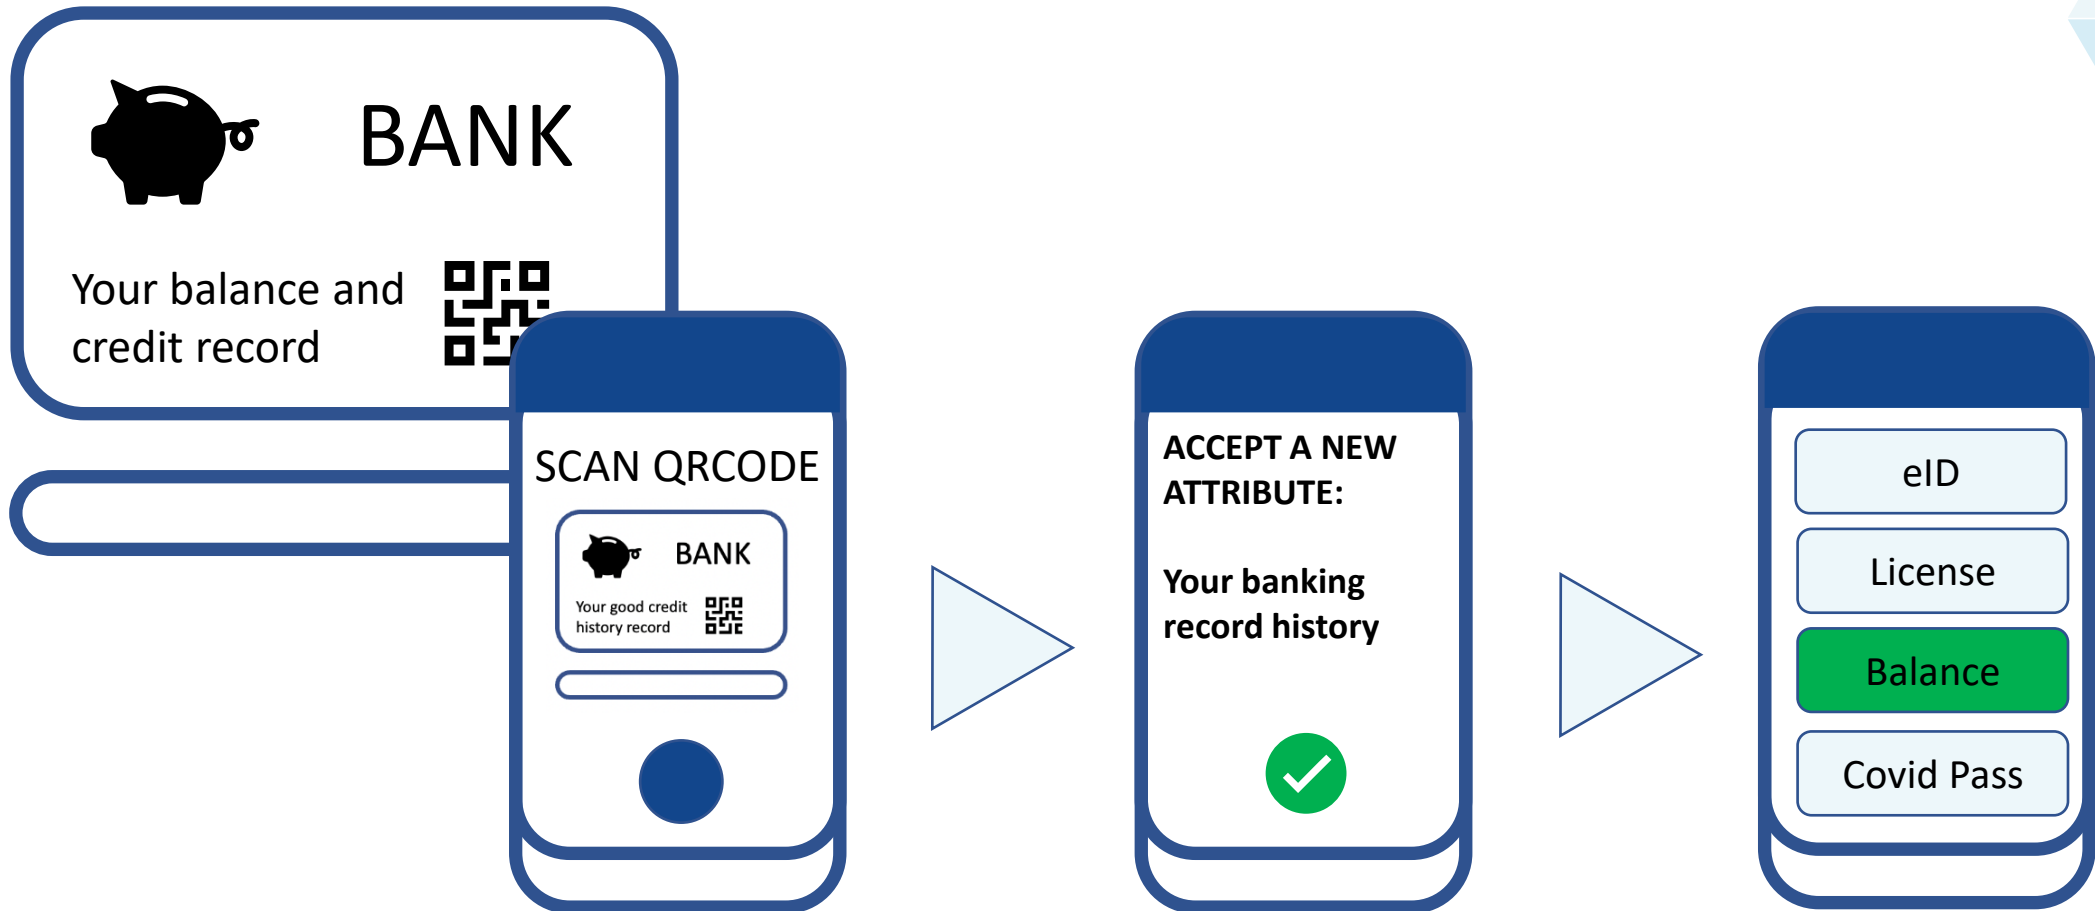 BANK
Your balance and
credit record
SCAN QRCODE
BANK
Your good credit
history record
ACCEPT A NEW
ATTRIBUTE:
Your banking
record history
eID
License
Balance
Covid Pass